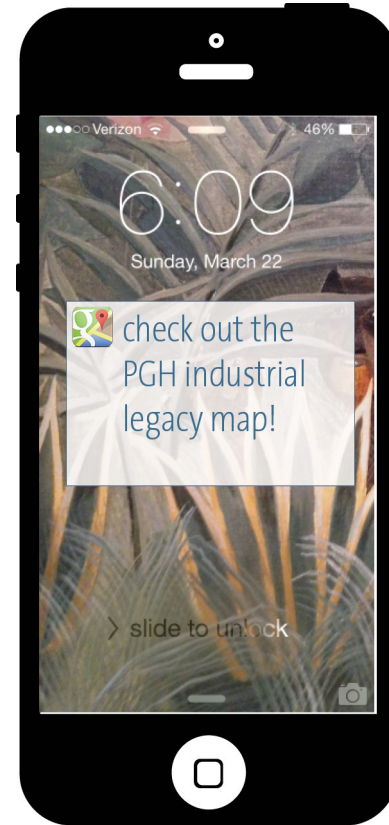 Verizon 46%
6:09
Sunday, March 22
check out the
PGH industrial
legacy map!
> slide to unlock